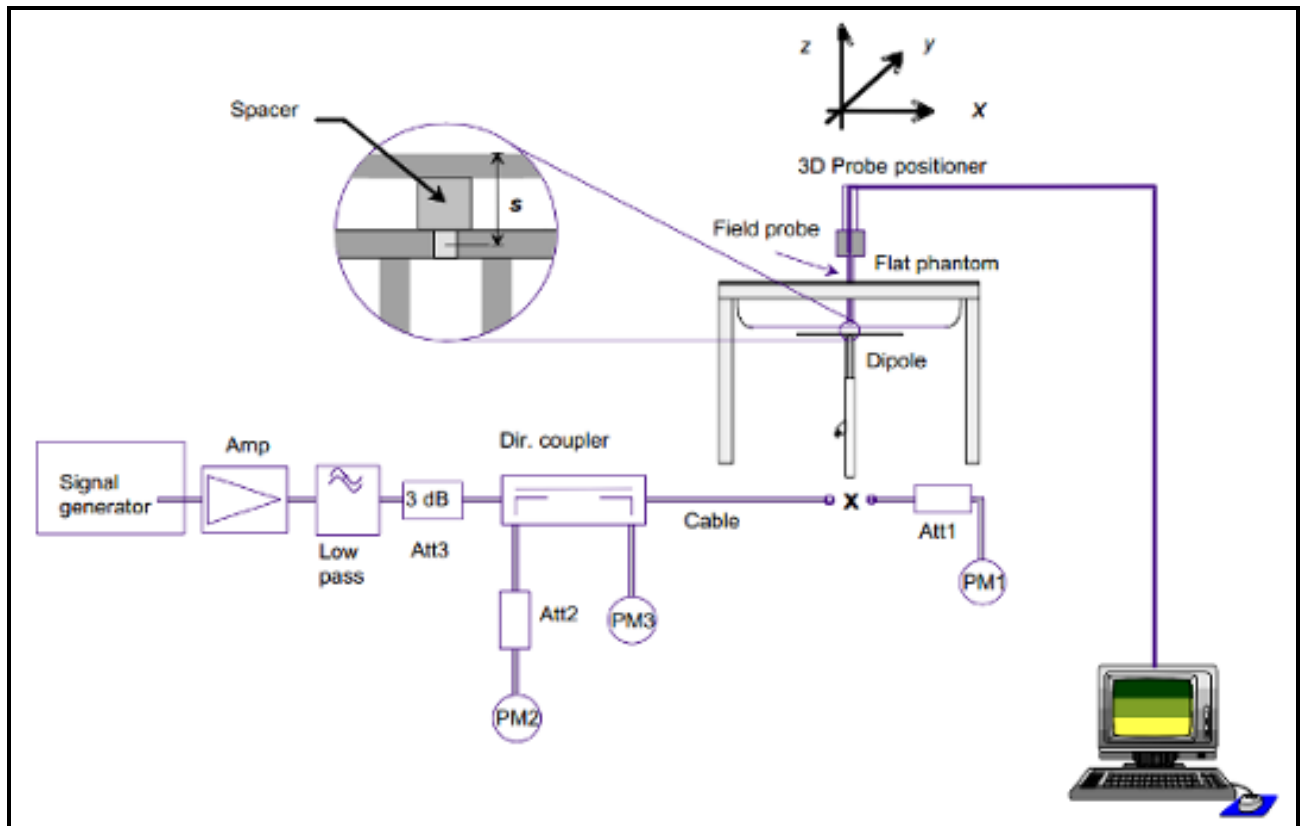 z
y
x
Spacer
s
3D Probe positioner
Field probe
Flat phantom
Dipole
Signal
generator
Amp
Low
pass
3 dB
Att3
Dir. coupler
Att2
PM2
PM3
Cable
X
Att1
PM1